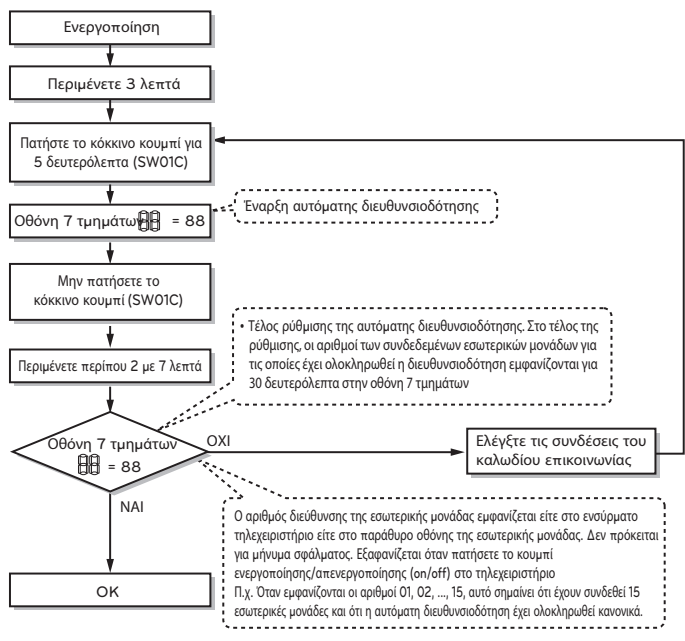 Ενεργοποίηση
Περιμένετε 3 λεπτά
Πατήστε το κόκκινο κουμπί για
5 δευτερόλεπτα (SW01C)
Οθόνη 7 τμημάτων 88 = 88
Έναρξη αυτόματης διευθυνσιοδότησης
Μην πατήσετε το
κόκκινο κουμπί (SW01C)
• Τέλος ρύθμισης της αυτόματης διευθυνσιοδότησης. Στο τέλος της
ρύθμισης, οι αριθμοί των συνδεδεμένων εσωτερικών μονάδων για
τις οποίες έχει ολοκληρωθεί η διευθυνσιοδότηση εμφανίζονται για
30 δευτερόλεπτα στην οθόνη 7 τμημάτων
Περιμένετε περίπου 2 με 7 λεπτά
Οθόνη 7 τμημάτων
88 = 88
ΟΧΙ
Ελέγξτε τις συνδέσεις του
καλωδίου επικοινωνίας
ΝΑΙ
Ο αριθμός διεύθυνσης της εσωτερικής μονάδας εμφανίζεται είτε στο ενσύρματο
τηλεχειριστήριο είτε στο παράθυρο οθόνης της εσωτερικής μονάδας. Δεν πρόκειται
για μήνυμα σφάλματος. Εξαφανίζεται όταν πατήσετε το κουμπί
ενεργοποίησης/απενεργοποίησης (on/off) στο τηλεχειριστήριο
Π.χ. Όταν εμφανίζονται οι αριθμοί 01, 02, ..., 15, αυτό σημαίνει ότι έχουν συνδεθεί 15
εσωτερικές μονάδες και ότι η αυτόματη διευθυνσιοδότηση έχει ολοκληρωθεί κανονικά.
OK